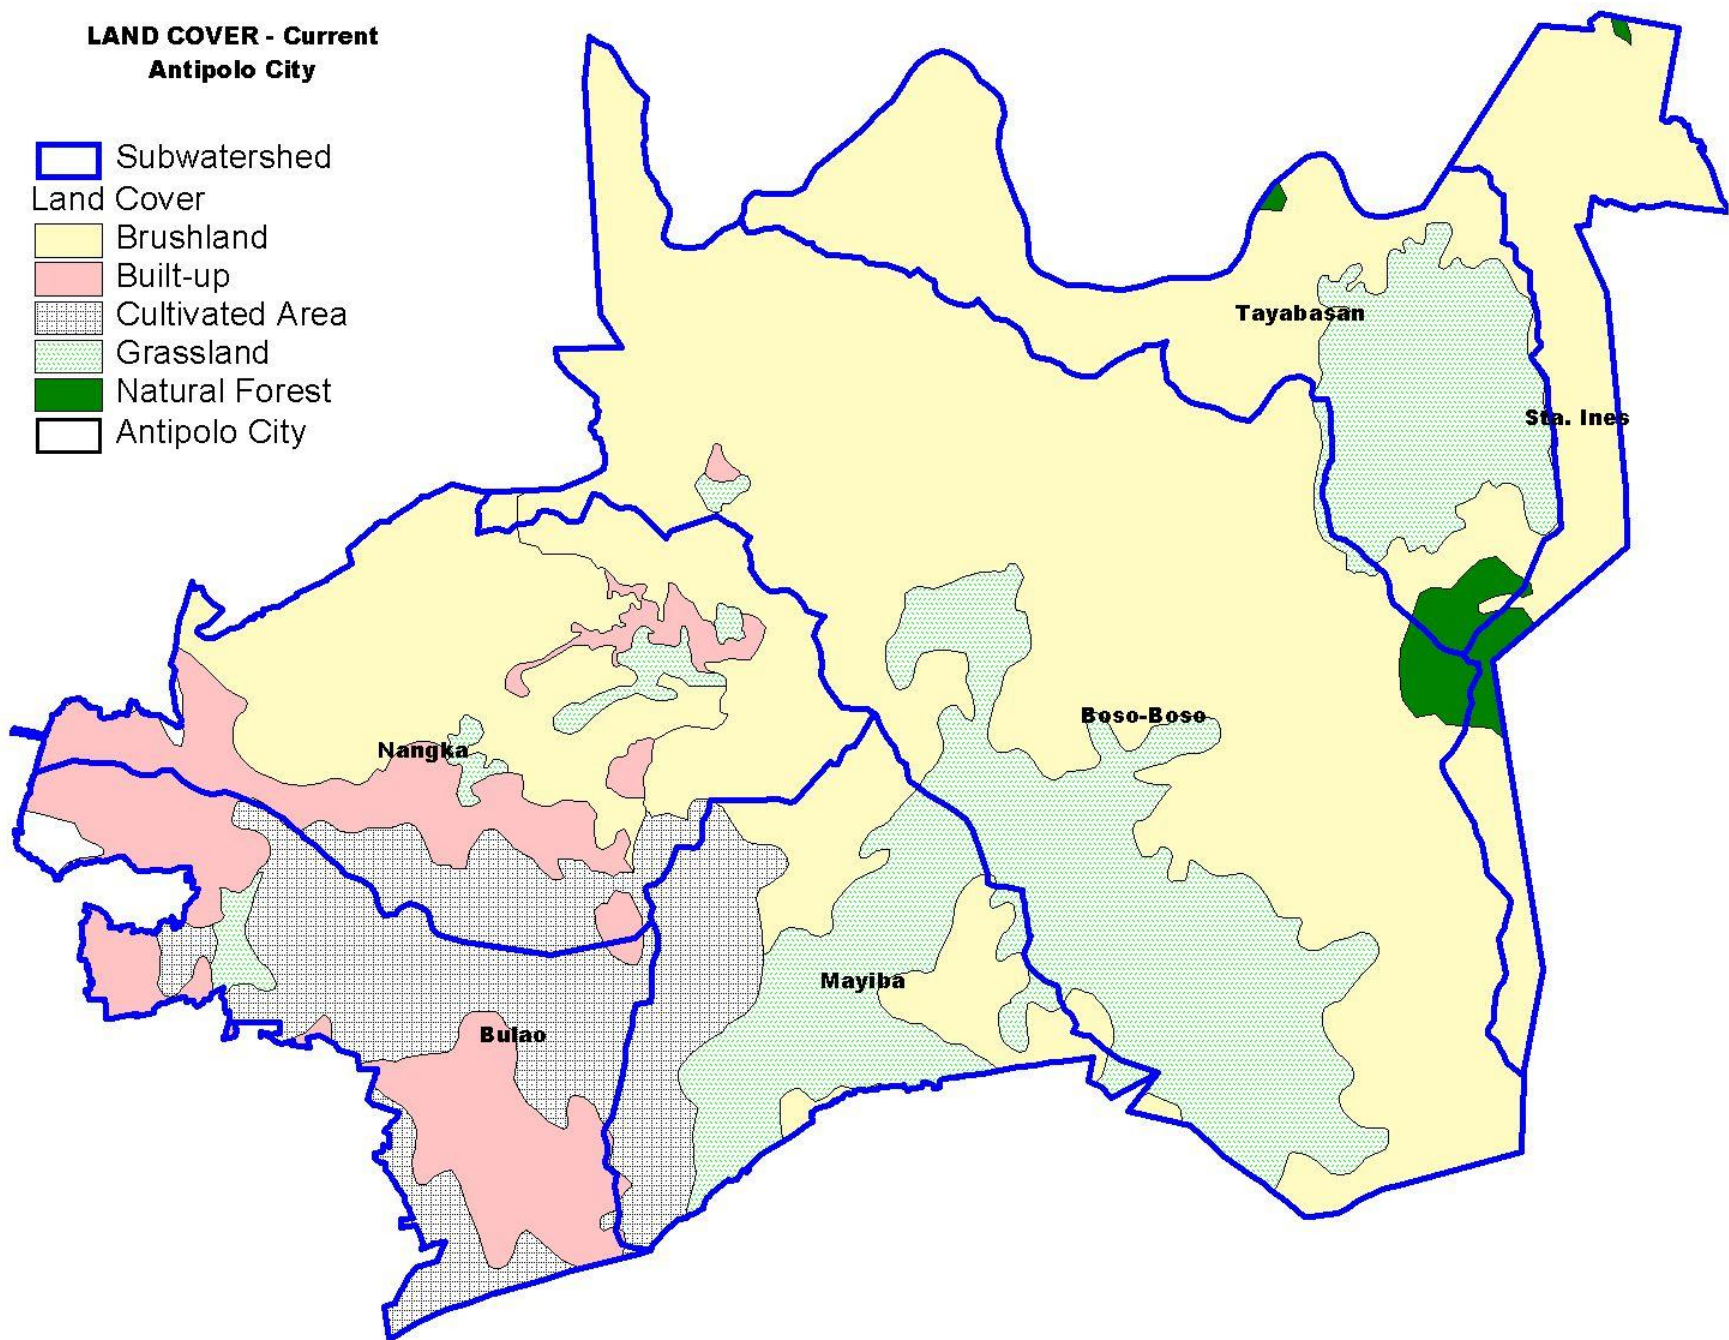 LAND COVER - Current
Antipolo City
Subwatershed
Land Cover
Brushland
Built-up
Cultivated Area
Grassland
Natural Forest
Antipolo City
Tayabasan
Sta. Ines
Boso-Boso
Nangka
Mayiba
Bulao